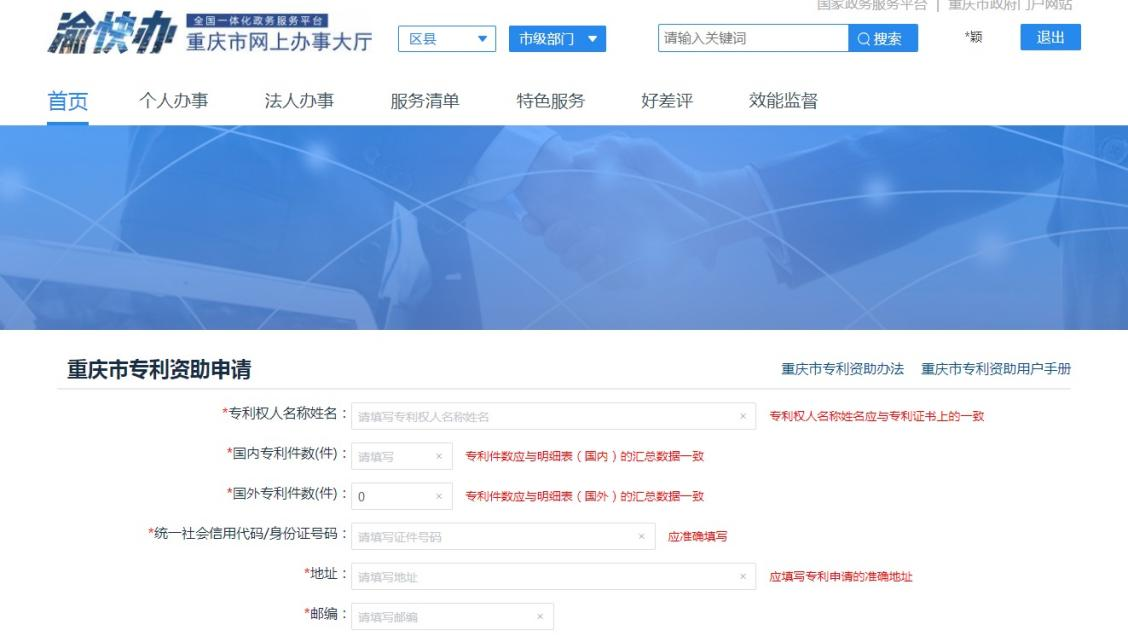 国家政务服务平台 | 重庆市政府门户网站
渝快办 全国一体化政务服务平台
重庆市网上办事大厅
区县 市级部门 请输入关键词 搜索 *颖 退出
首页 个人办事 法人办事 服务清单 特色服务 好差评 效能监督
重庆市专利资助申请 重庆市专利资助办法 重庆市专利资助用户手册
*专利权人名称姓名： 请填写专利权人名称姓名 × 专利权人名称姓名应与专利证书上的一致
*国内专利件数(件)： 请填写 × 专利件数应与明细表（国内）的汇总数据一致
*国外专利件数(件)： 0 × 专利件数应与明细表（国外）的汇总数据一致
*统一社会信用代码/身份证号码： 请填写证件号码 × 应准确填写
*地址： 请填写地址 × 应填写专利申请的准确地址
*邮编： 请填写邮编 ×